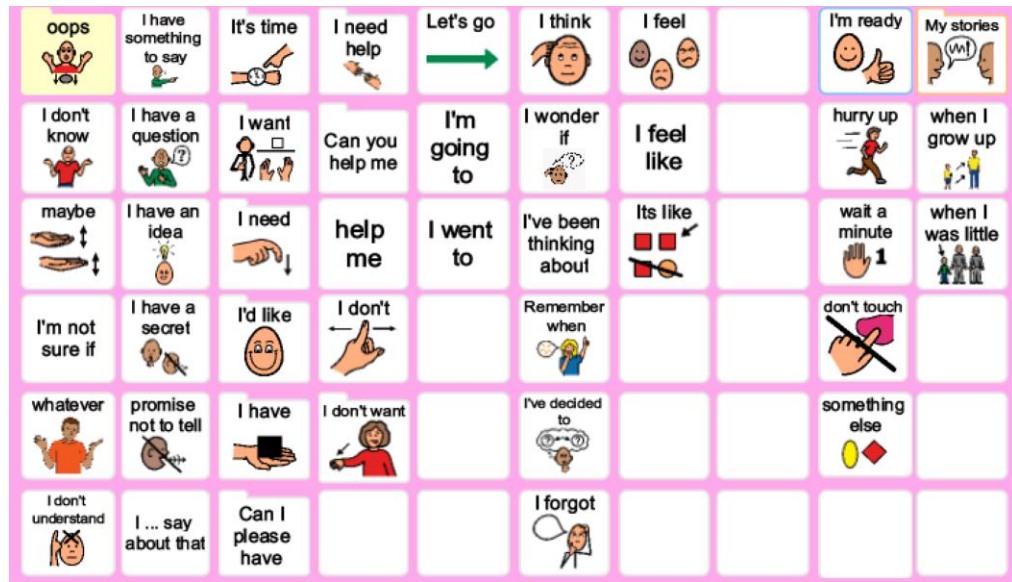 oops
I have
something
to say
It's time
I need
help
Let's go
I think
I feel
I'm ready
My stories
I don't
know
I have a
question
?
I want
Can you
help me
I'm
going
to
I wonder
if
?
I feel
like
hurry up
when I
grow up
maybe
I have an
idea
I need
help
me
I went
to
I've been
thinking
about
Its like
wait a
minute
1
when I
was little
I'm not
sure if
I have a
secret
I'd like
I don't
Remember
when
don't touch
whatever
promise
not to tell
I have
I don't want
I've decided
to
? ?
something
else
I don't
understand
I ... say
about that
Can I
please
have
I forgot